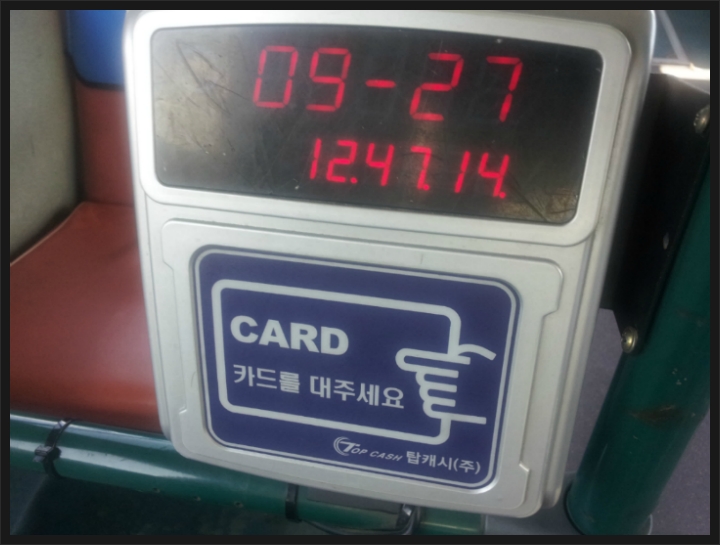 09-27
12.47.14.
CARD
카드를 대주세요
TOP CASH 탑캐시(주)